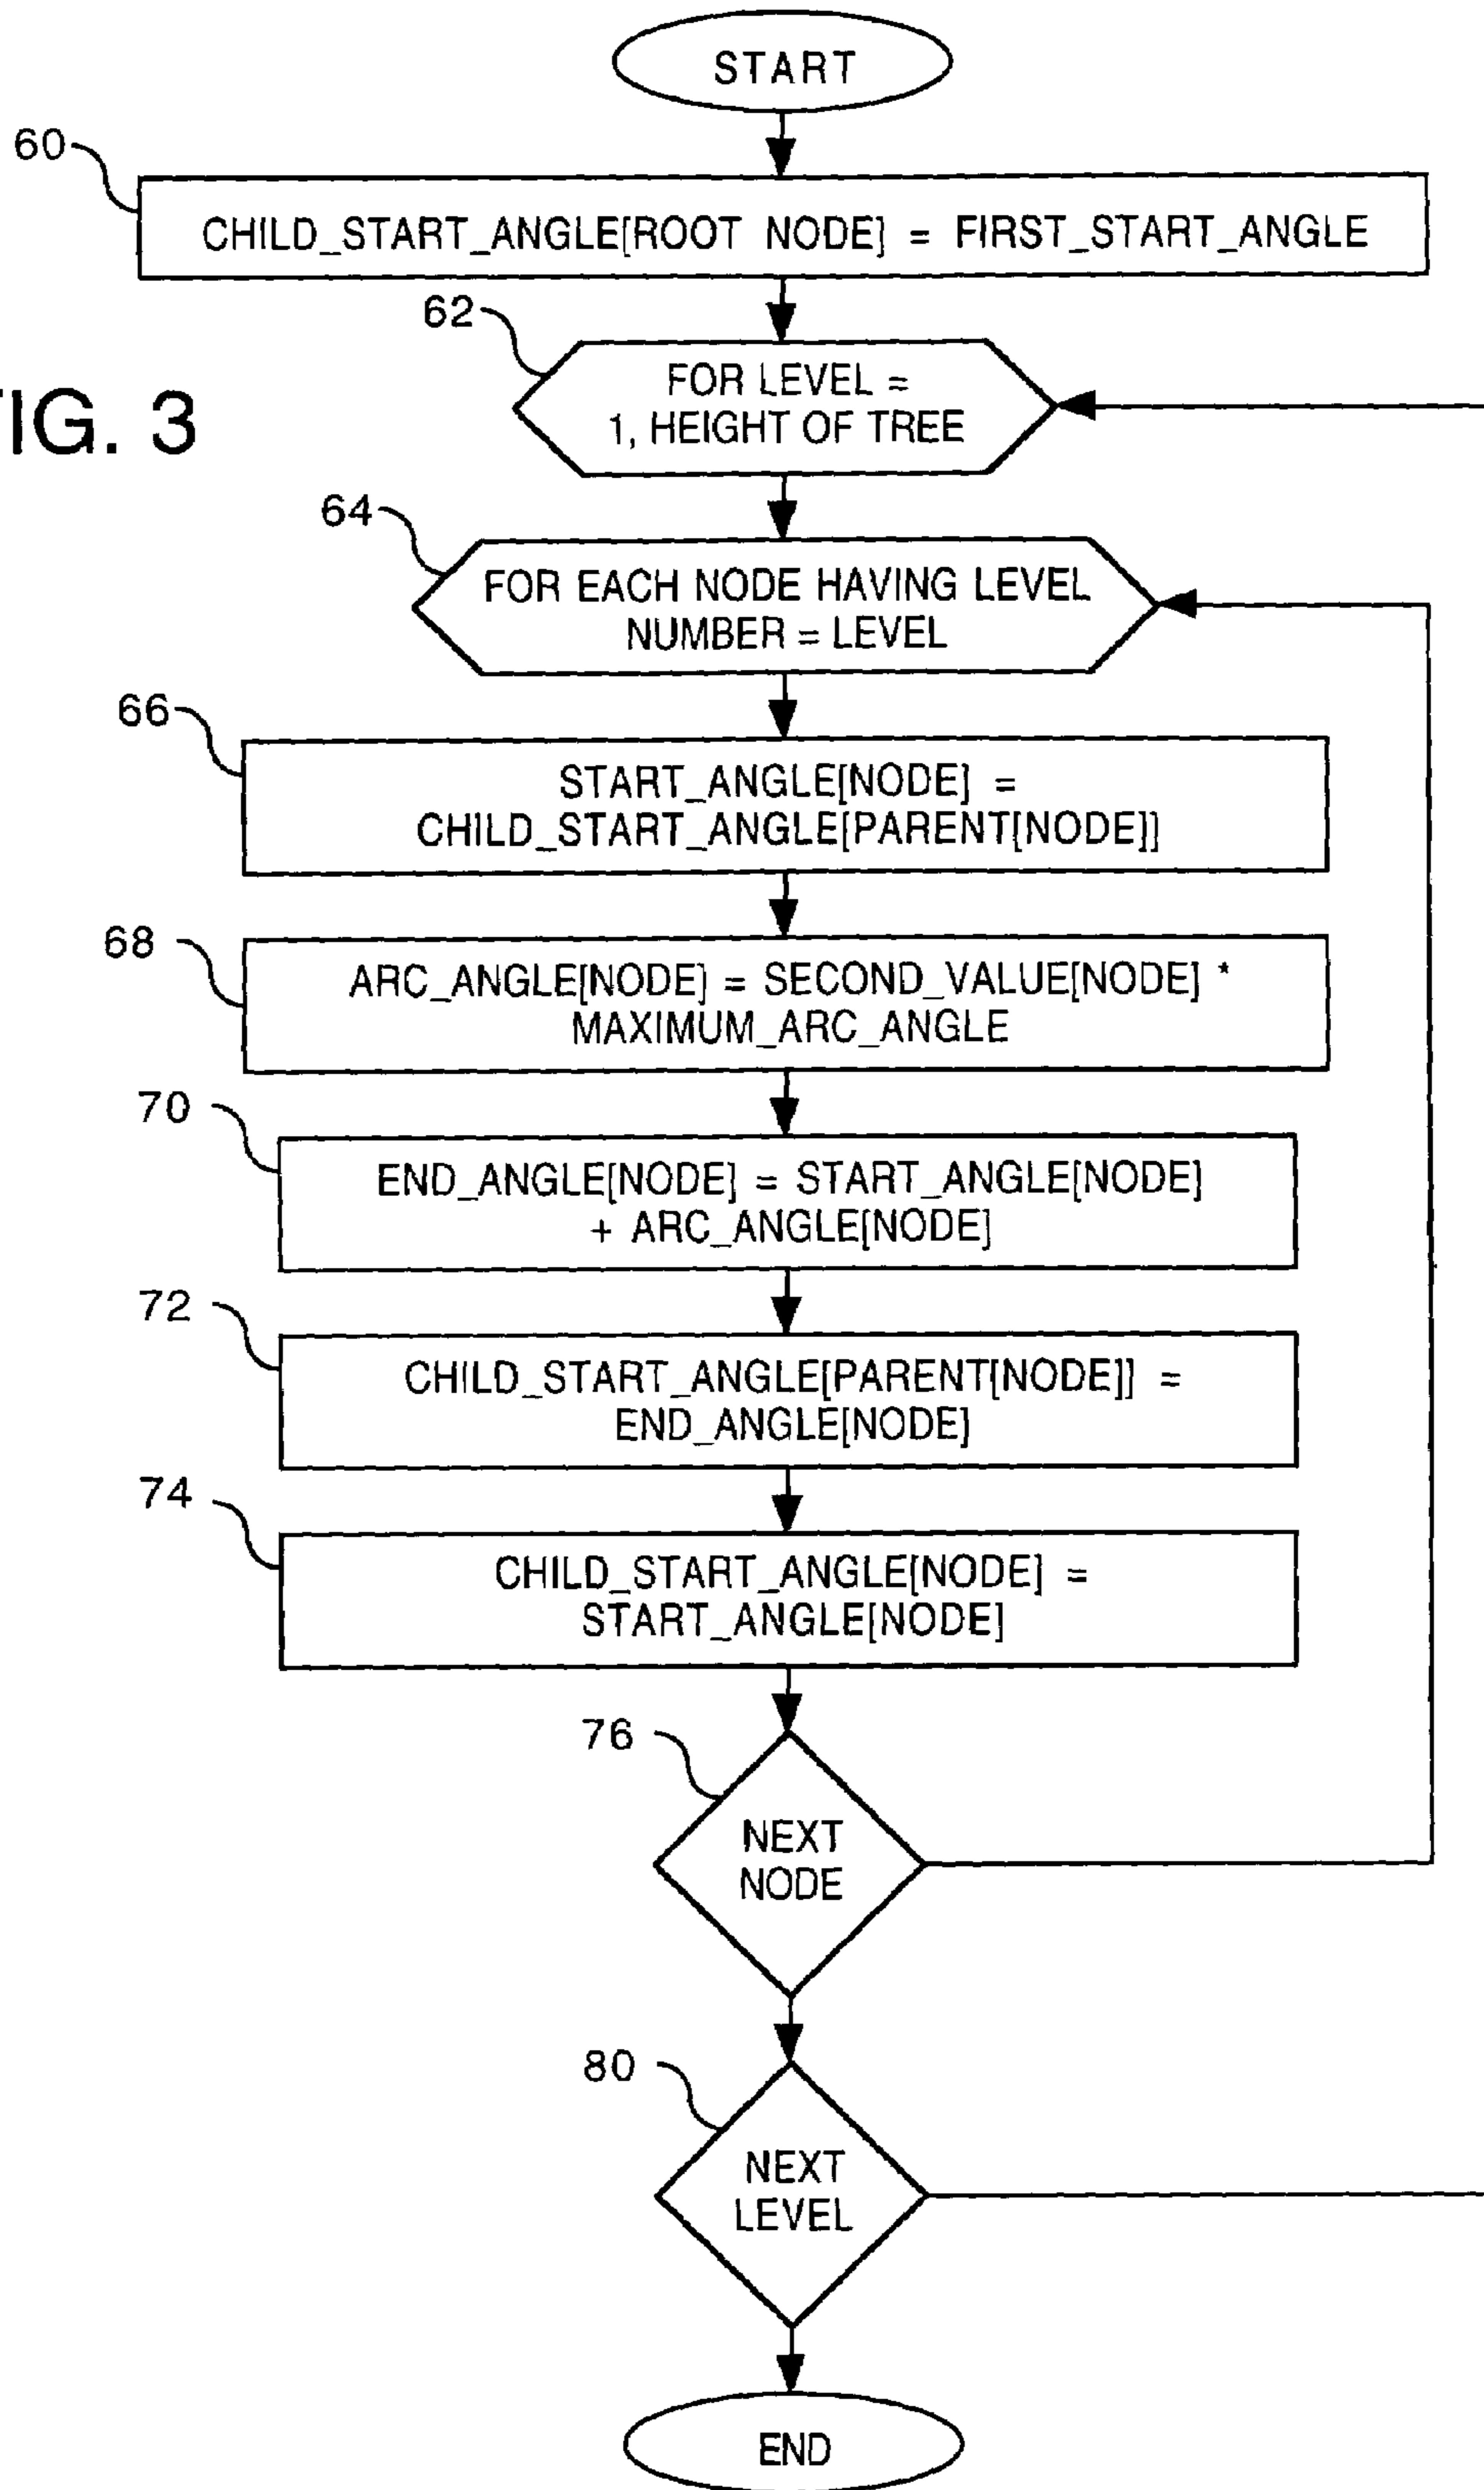 START
60
CHILD_START_ANGLE[ROOT NODE] = FIRST_START_ANGLE
62
FOR LEVEL =
1, HEIGHT OF TREE
IG. 3
64
FOR EACH NODE HAVING LEVEL
NUMBER = LEVEL
66
START_ANGLE[NODE] =
CHILD_START_ANGLE[PARENT[NODE]]
68
ARC_ANGLE[NODE] = SECOND_VALUE[NODE] *
MAXIMUM_ARC_ANGLE
70
END_ANGLE[NODE] = START_ANGLE[NODE]
+ ARC_ANGLE[NODE]
72
CHILD_START_ANGLE[PARENT[NODE]] =
END_ANGLE[NODE]
74
CHILD_START_ANGLE[NODE] =
START_ANGLE[NODE]
76
NEXT
NODE
80
NEXT
LEVEL
END